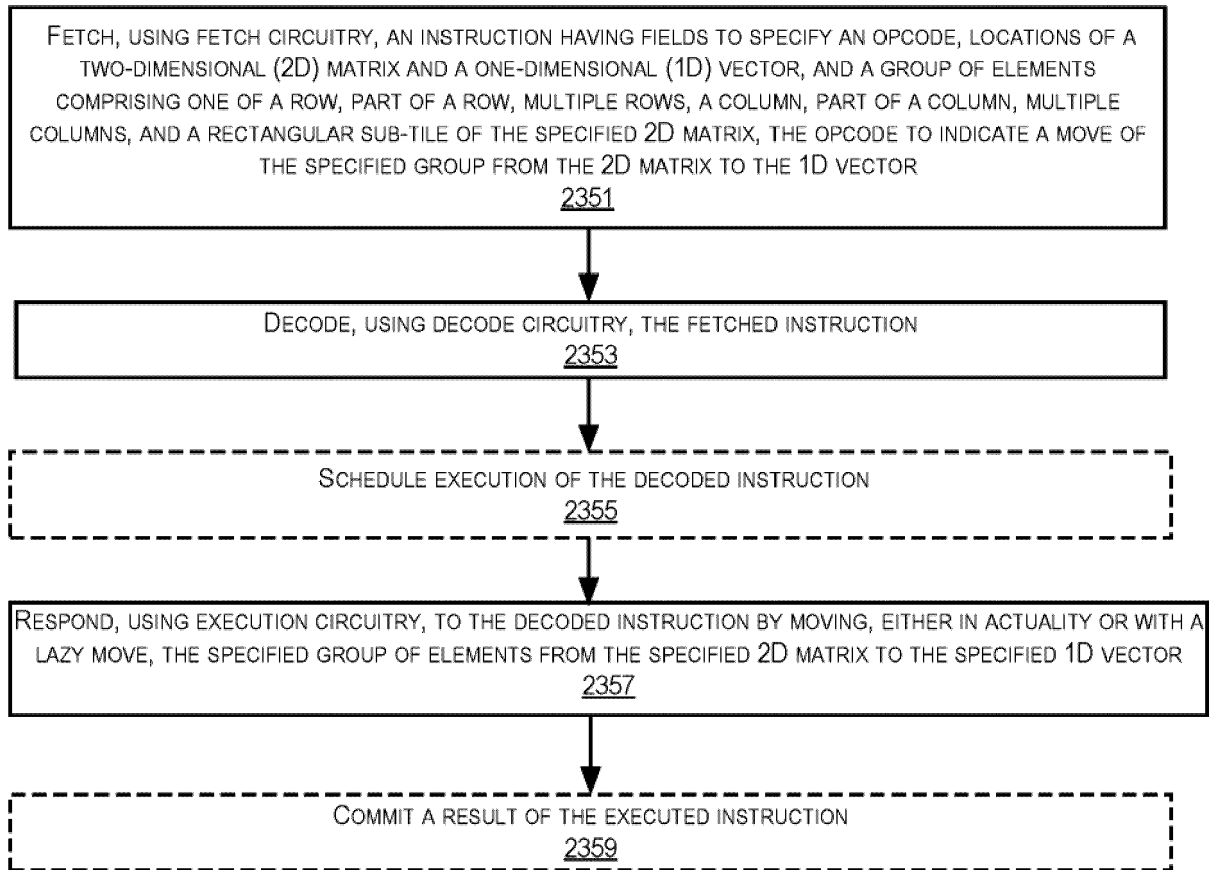 FETCH, USING FETCH CIRCUITRY, AN INSTRUCTION HAVING FIELDS TO SPECIFY AN OPCODE, LOCATIONS OF A
TWO-DIMENSIONAL (2D) MATRIX AND A ONE-DIMENSIONAL (1D) VECTOR, AND A GROUP OF ELEMENTS
COMPRISING ONE OF A ROW, PART OF A ROW, MULTIPLE ROWS, A COLUMN, PART OF A COLUMN, MULTIPLE
COLUMNS, AND A RECTANGULAR SUB-TILE OF THE SPECIFIED 2D MATRIX, THE OPCODE TO INDICATE A MOVE OF
THE SPECIFIED GROUP FROM THE 2D MATRIX TO THE 1D VECTOR
2351
DECODE, USING DECODE CIRCUITRY, THE FETCHED INSTRUCTION
2353
SCHEDULE EXECUTION OF THE DECODED INSTRUCTION
2355
RESPOND, USING EXECUTION CIRCUITRY, TO THE DECODED INSTRUCTION BY MOVING, EITHER IN ACTUALITY OR WITH A
LAZY MOVE, THE SPECIFIED GROUP OF ELEMENTS FROM THE SPECIFIED 2D MATRIX TO THE SPECIFIED 1D VECTOR
2357
COMMIT A RESULT OF THE EXECUTED INSTRUCTION
2359